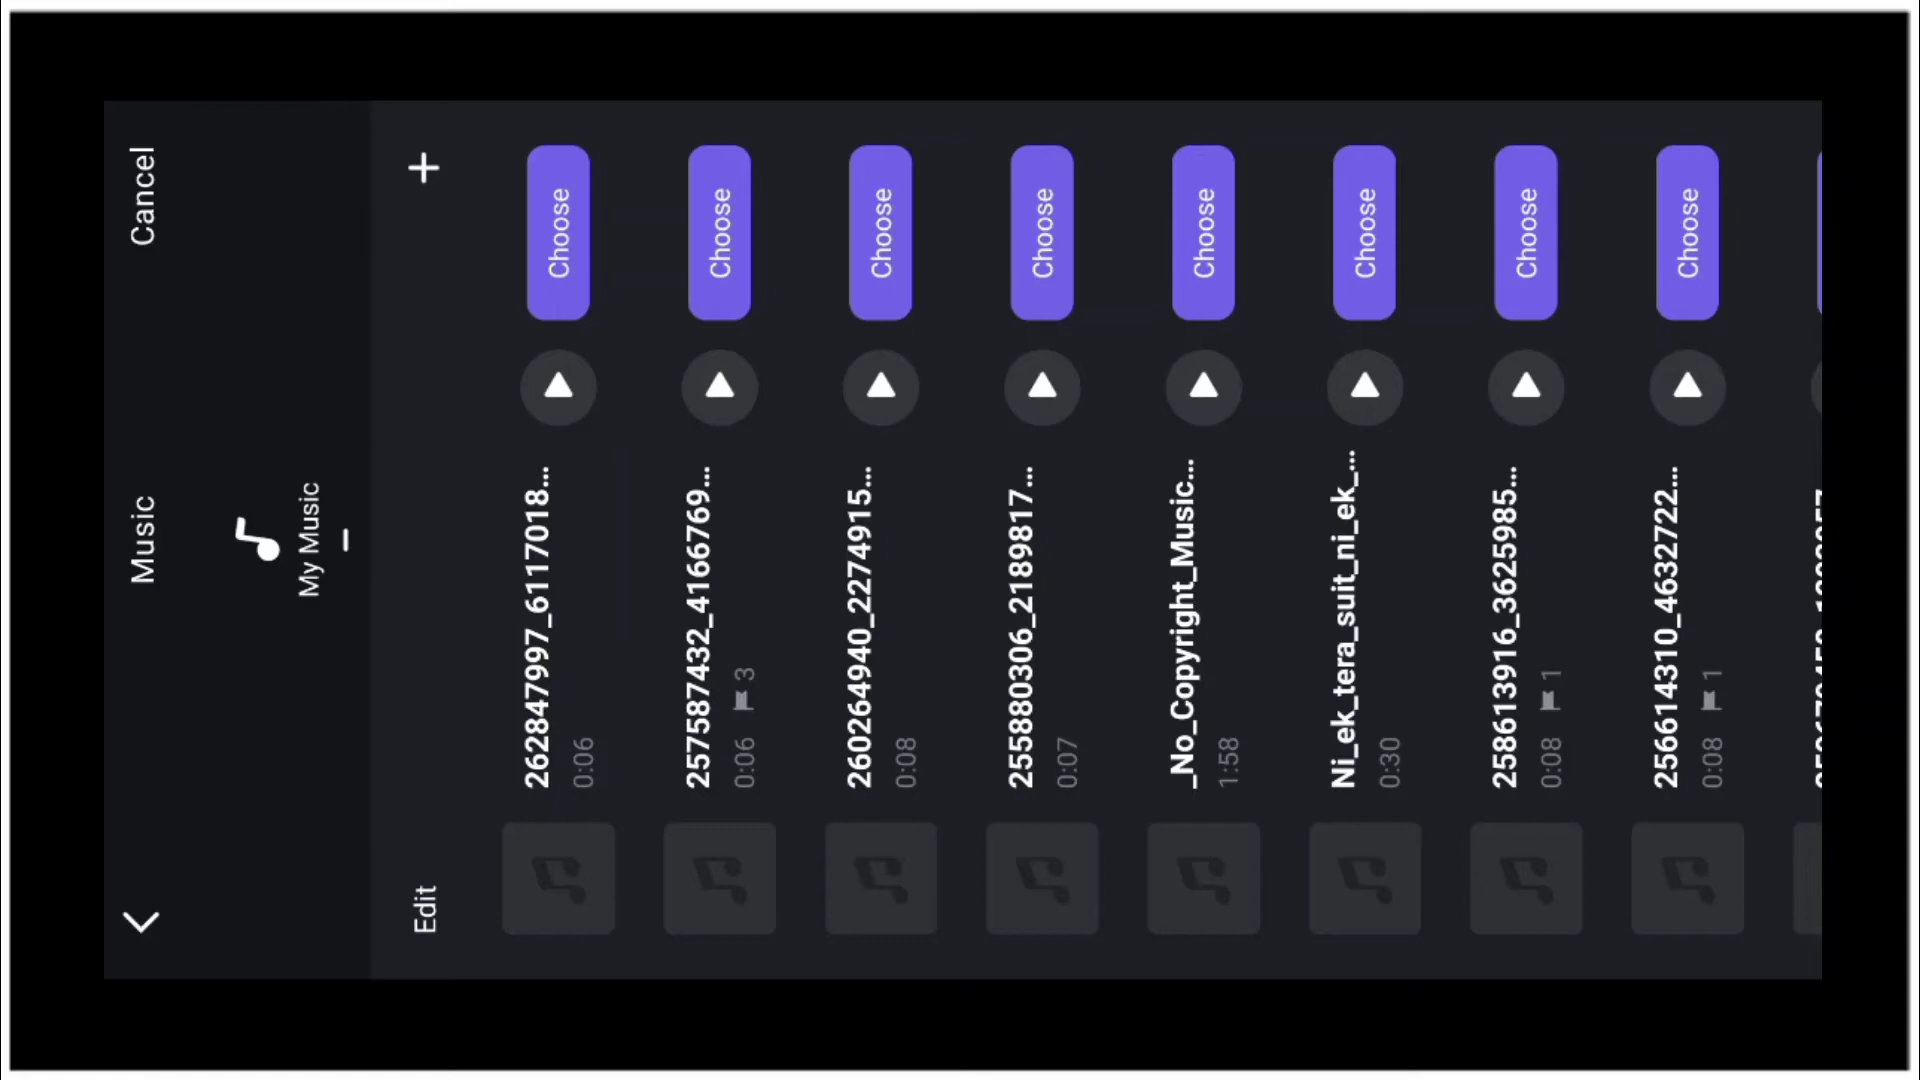 Music
Cancel
My Music
Edit
262847997_6117018...
0:06
Choose
257587432_4166769...
0:06 3
Choose
260264940_22274915...
0:08
Choose
255880306_2189817...
0:07
Choose
_No_Copyright_Music...
1:58
Choose
Ni_ek_tera_suit_ni_ek_...
0:30
Choose
258613916_3625985...
0:08 1
Choose
256614310_4632722...
0:08 1
Choose